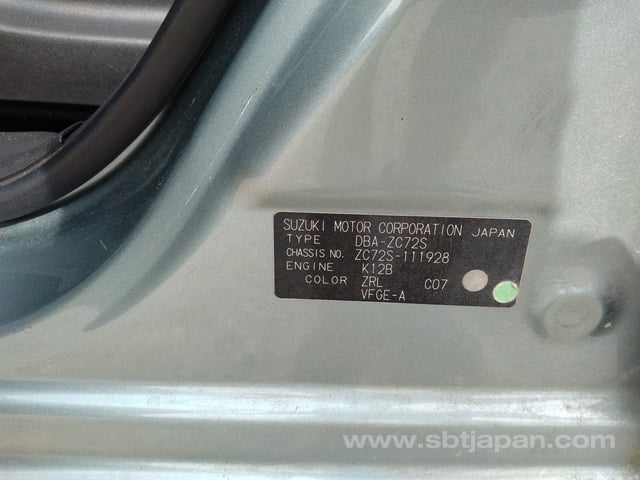 SUZUKI MOTOR CORPORATION JAPAN
TYPE DBA-ZC72S
CHASSIS NO. ZC72S-111928
ENGINE K12B
COLOR ZRL C07
VFGE-A
www.sbtjapan.com